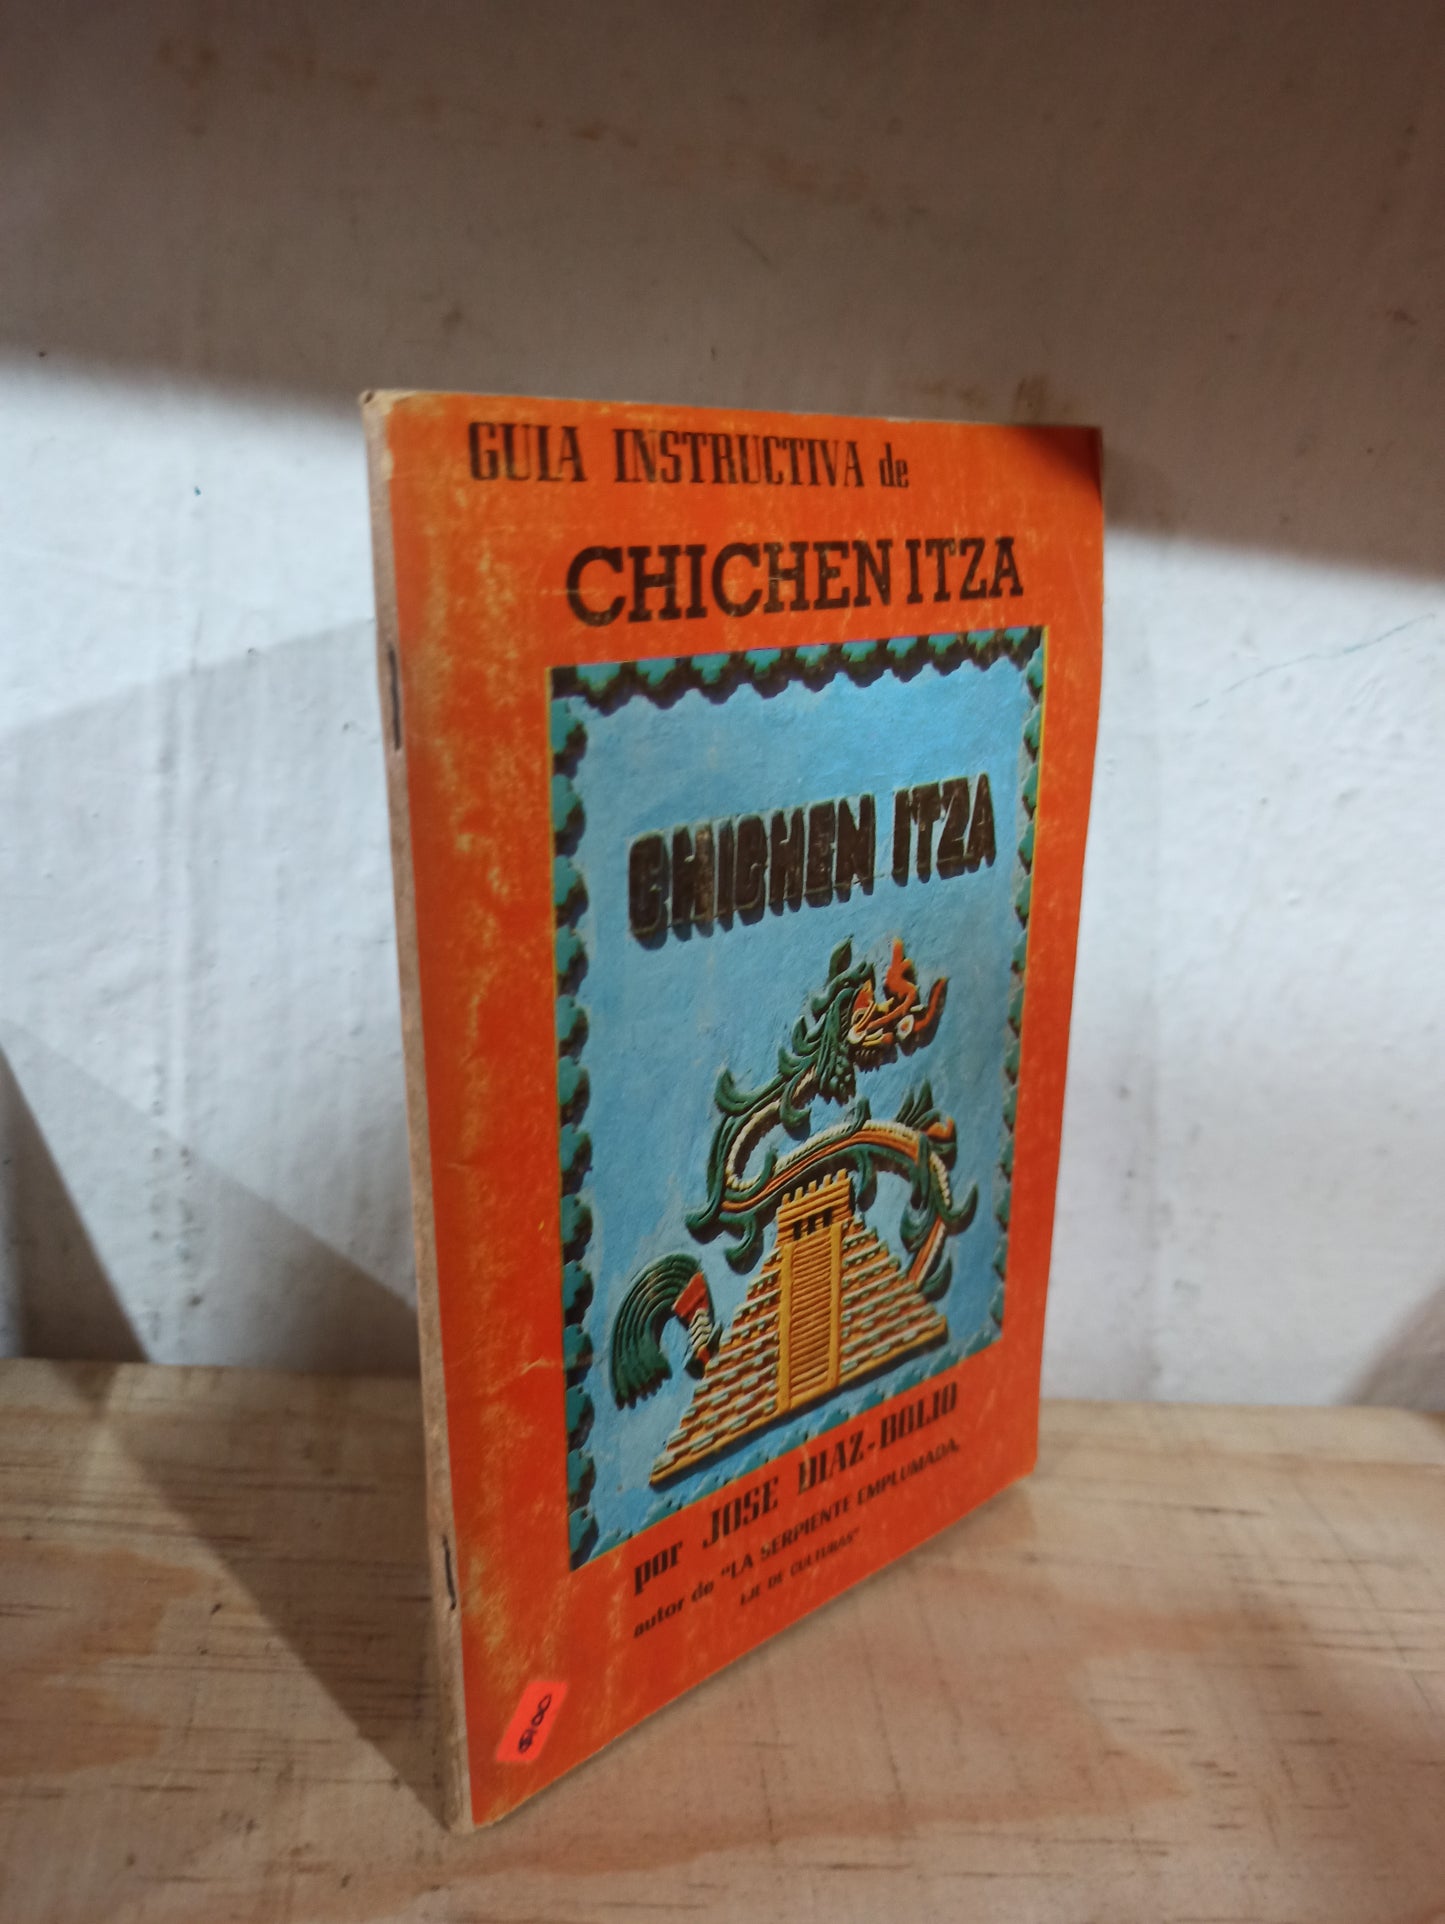 GUIA INSTRUCTIVA de
CHICHEN ITZA
CHICHEN ITZA
por JOSE DIAZ-BOLIO
autor de "LA SERPIENTE EMPLUMADA,
EJE DE CULTURAS"
$100